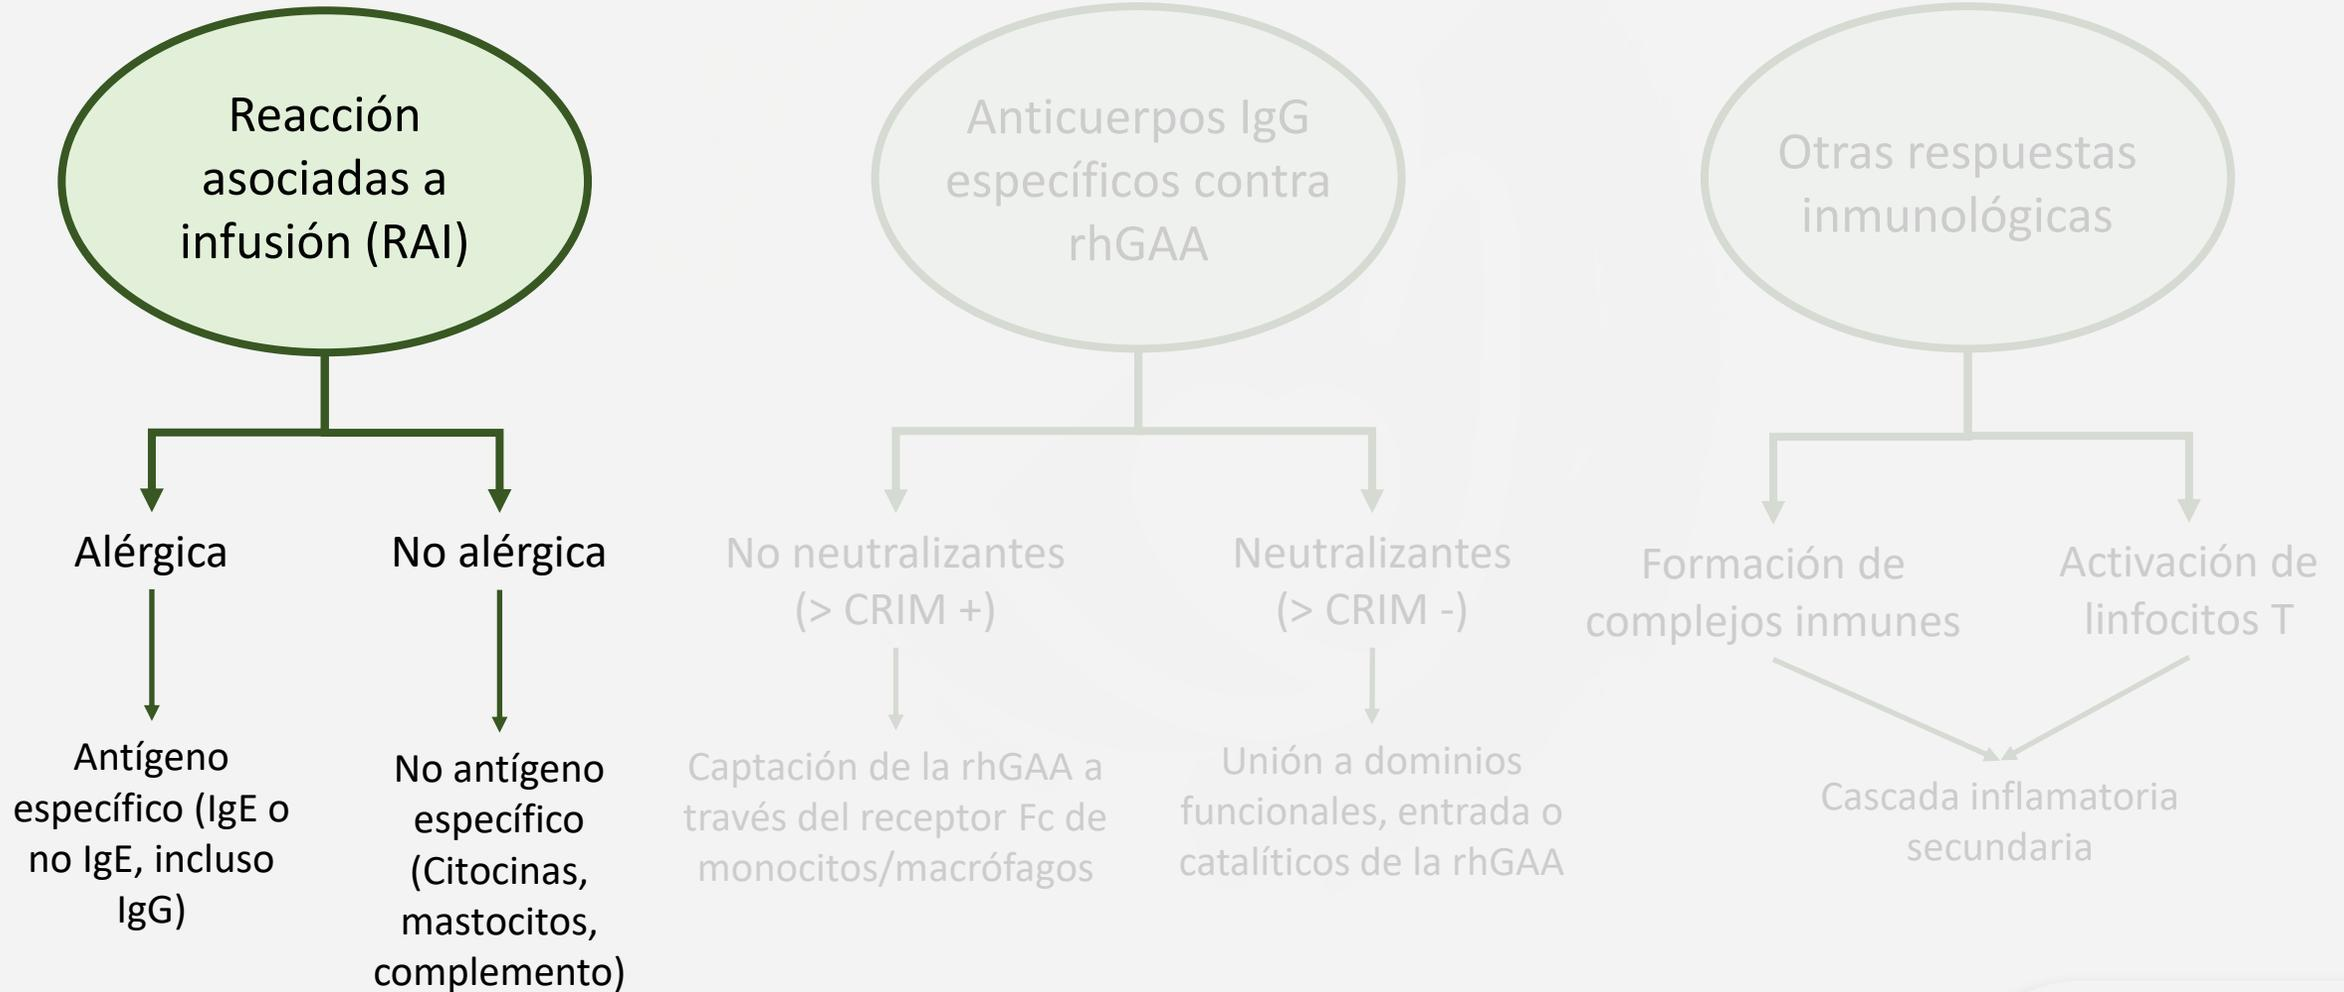 Reacción
asociadas a
infusión (RAI)
Alérgica
No alérgica
Antígeno
específico (IgE o
no IgE, incluso
IgG)
No antígeno
específico
(Citocinas,
mastocitos,
complemento)
Anticuerpos IgG
específicos contra
rhGAA
No neutralizantes
(> CRIM +)
Neutralizantes
(> CRIM -)
Captación de la rhGAA a
través del receptor Fc de
monocitos/macrófagos
Unión a dominios
funcionales, entrada o
catalíticos de la rhGAA
Otras respuestas
inmunológicas
Formación de
complejos inmunes
Activación de
linfocitos T
Cascada inflamatoria
secundaria